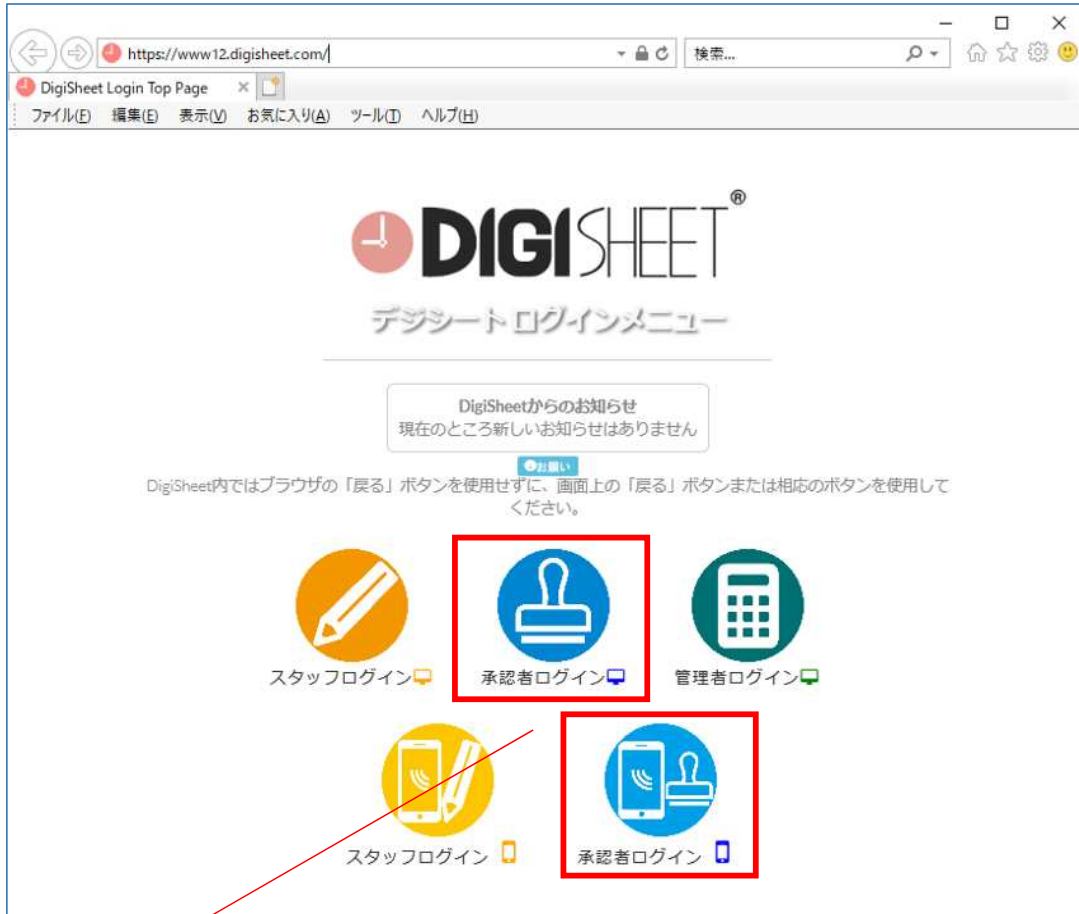 https://www12.digisheet.com/
検索...
DigiSheet Login Top Page
ファイル(F) 編集(E) 表示(V) お気に入り(A) ツール(T) ヘルプ(H)
DIGISHEET®
デジシート ログインメニュー
DigiSheetからのお知らせ
現在のところ新しいお知らせはありません
お願い
DigiSheet内ではブラウザの「戻る」ボタンを使用せずに、画面上の「戻る」ボタンまたは相応のボタンを使用して
ください。
スタッフログイン 承認者ログイン 管理者ログイン
スタッフログイン 承認者ログイン